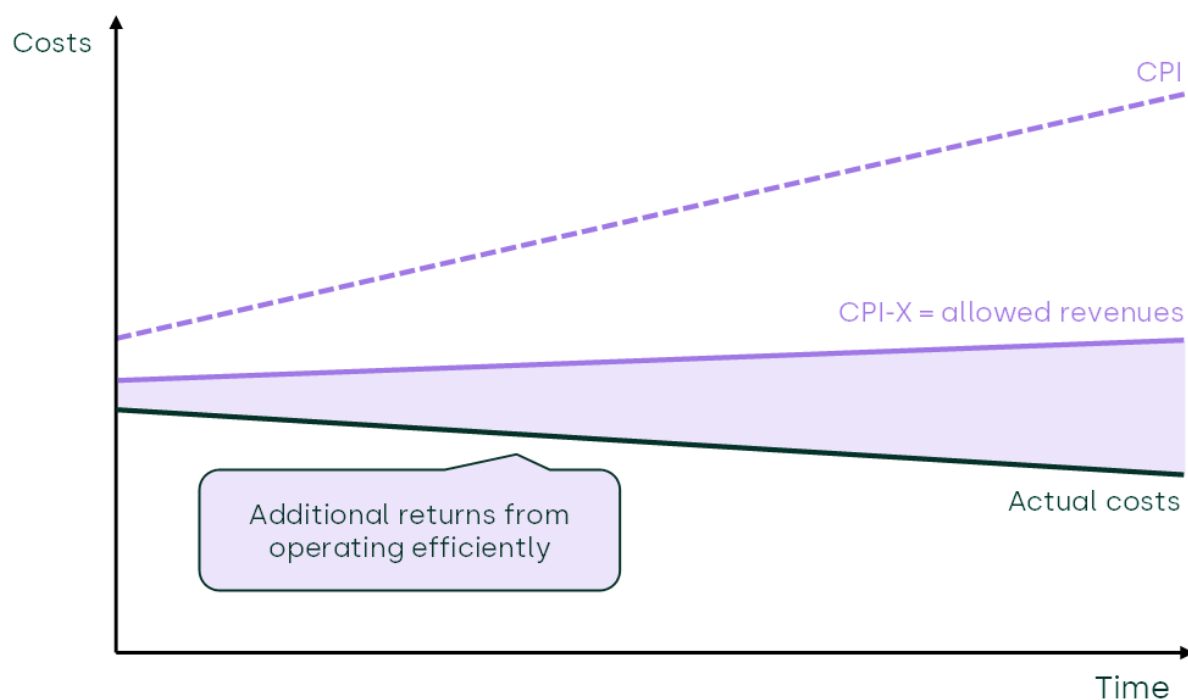 Costs
CPI
CPI-X = allowed revenues
Additional returns from
operating efficiently
Actual costs
Time